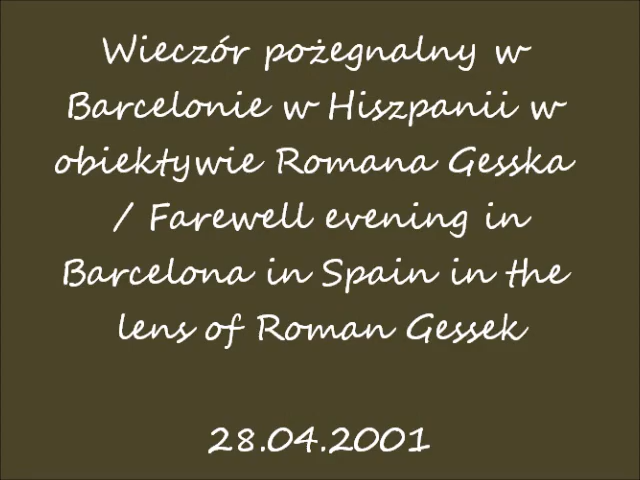 Wieczór pożegnalny w
Barcelonie w Hiszpanii w
obiektywie Romana Gesska
/ Farewell evening in
Barcelona in Spain in the
lens of Roman Gessek
28.04.2001